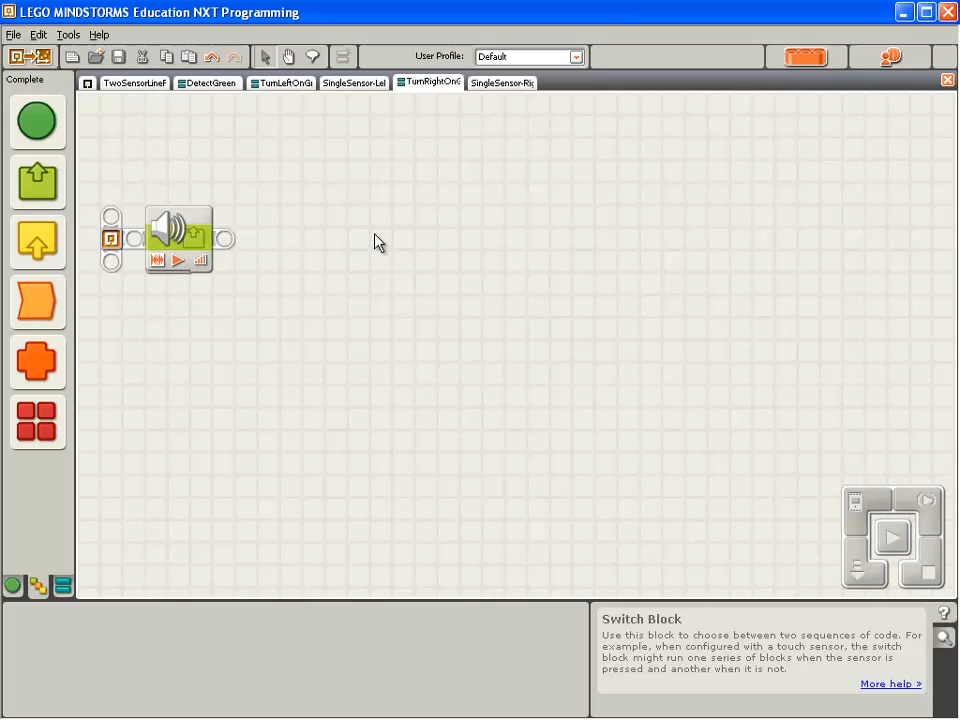 LEGO MINDSTORMS Education NXT Programming
File Edit Tools Help
User Profile: Default
Complete
TwoSensorLineF DetectGreen TurnLeftOnGr SingleSensor-Lef TurnRightOnG SingleSensor-Rig
Switch Block
Use this block to choose between two sequences of code. For
example, when configured with a touch sensor, the switch
block might run one series of blocks when the sensor is
pressed and another when it is not.
More help »